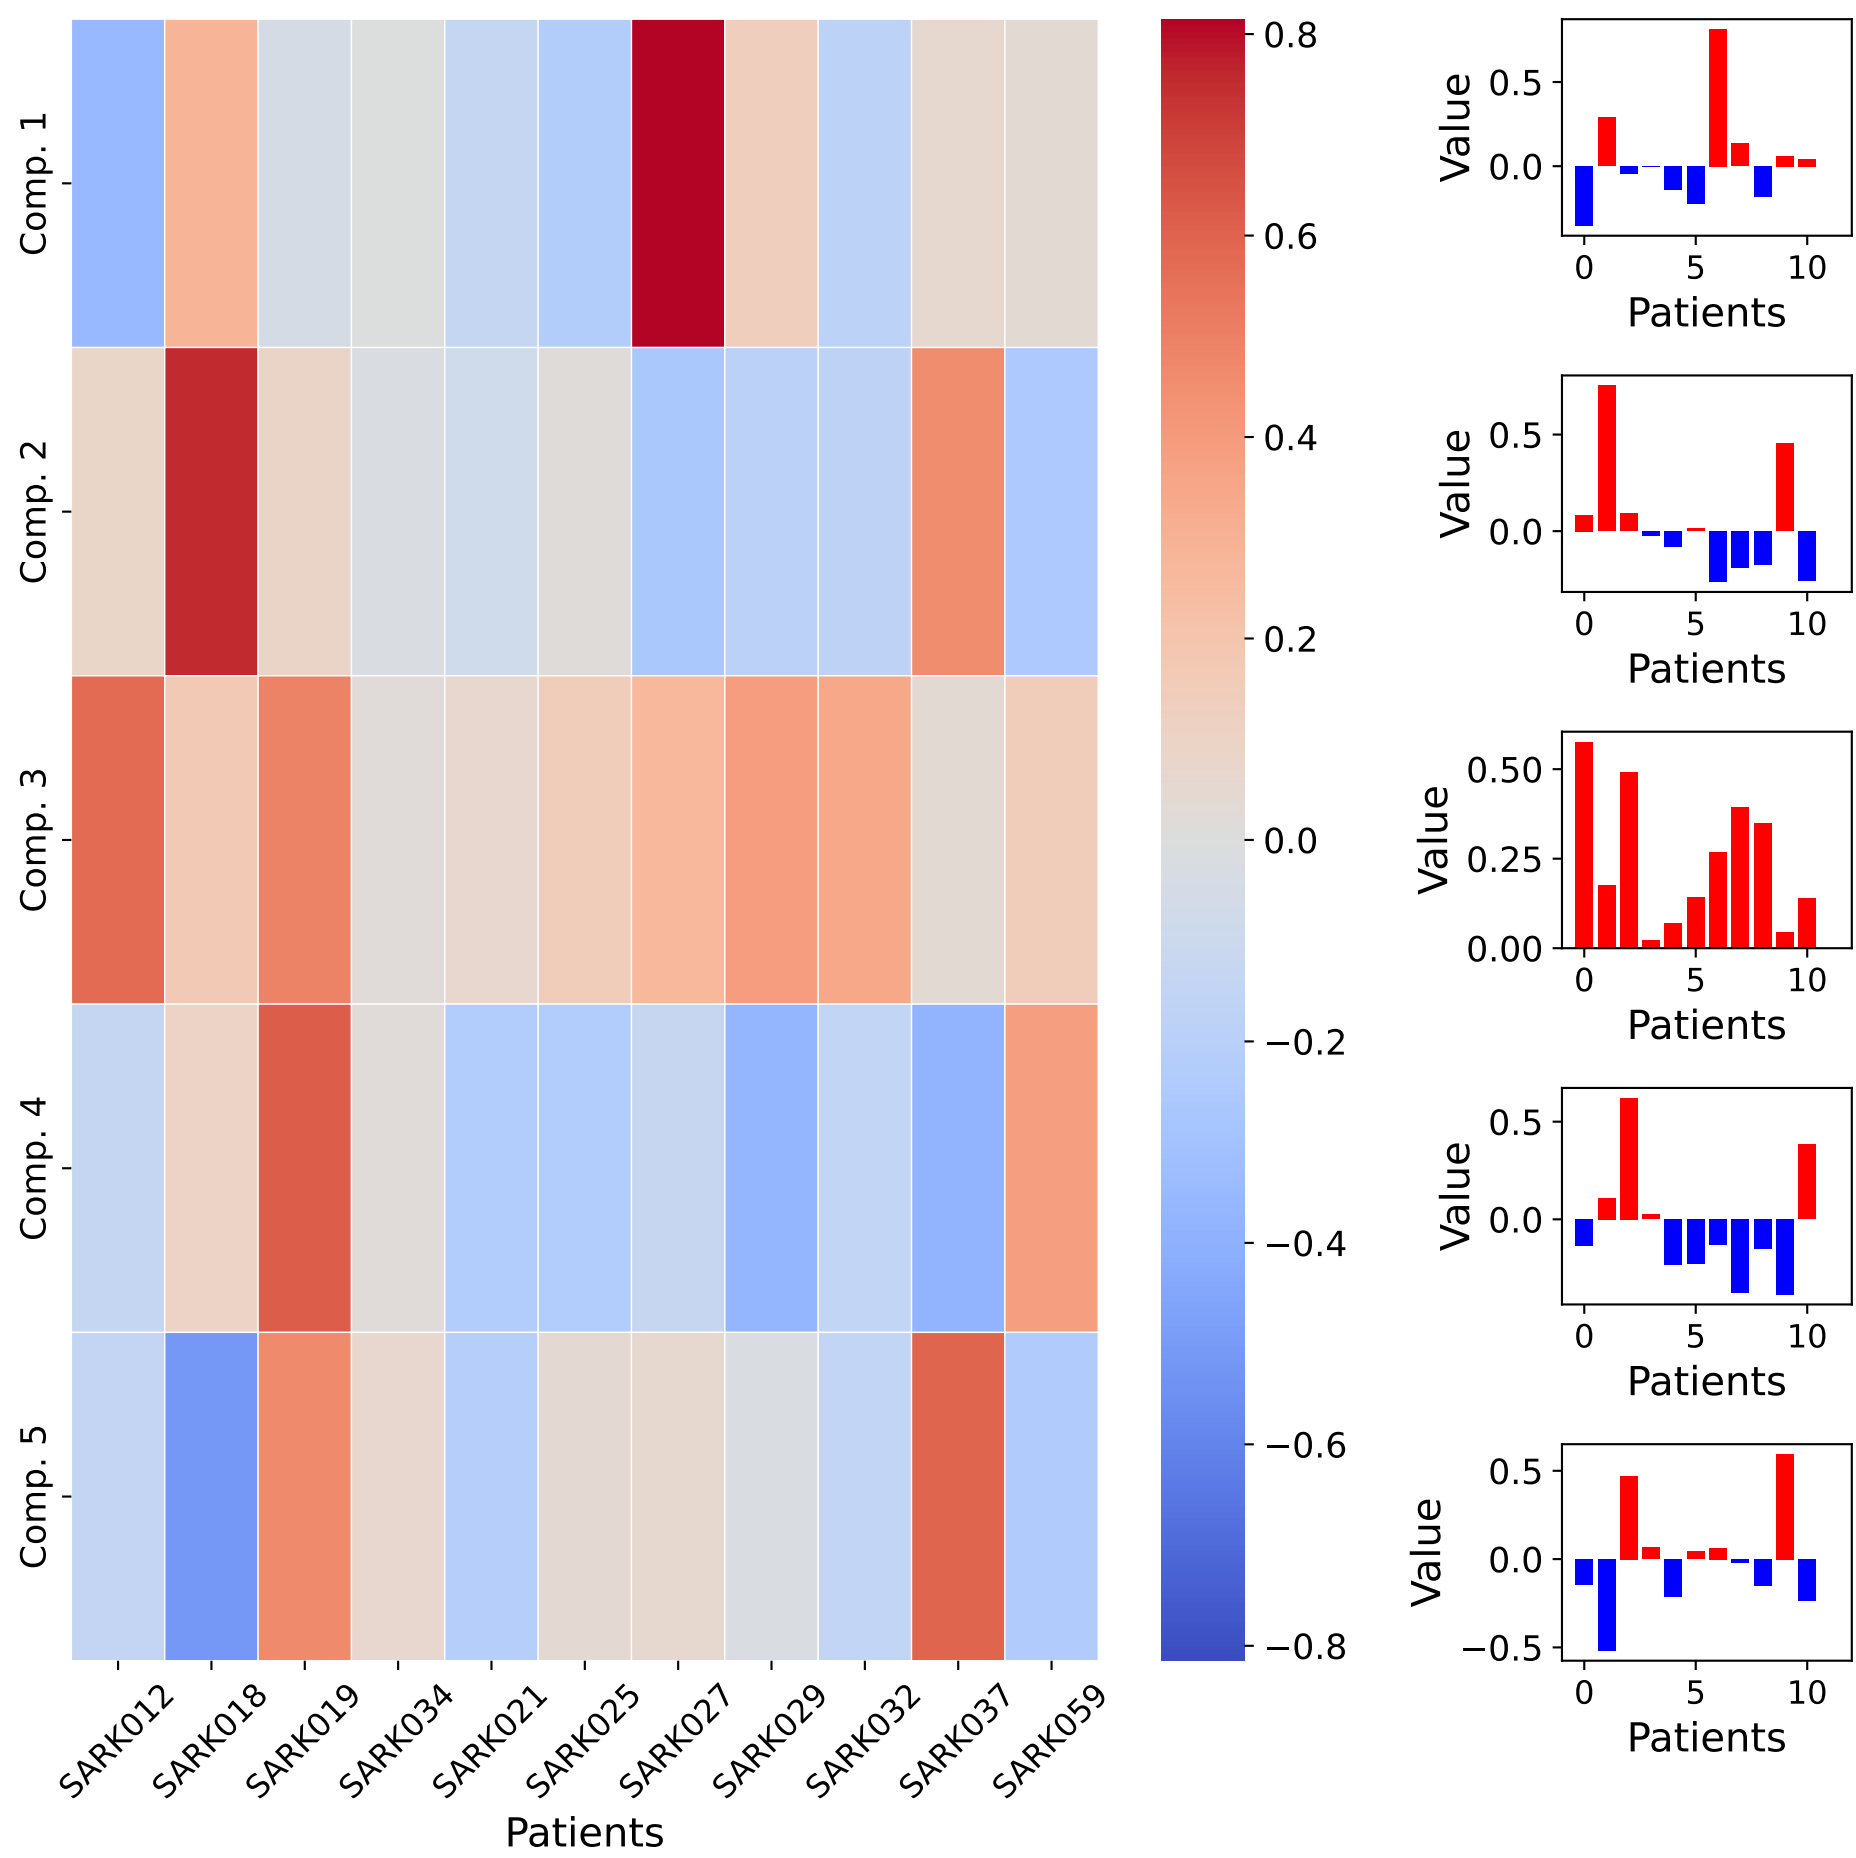 Comp. 1
Comp. 2
Comp. 3
Comp. 4
Comp. 5
SARK012
SARK018
SARK019
SARK034
SARK021
SARK025
SARK027
SARK029
SARK032
SARK037
SARK059
Patients
0.8
0.6
0.4
0.2
0.0
−0.2
−0.4
−0.6
−0.8
Value
0.5
0.0
0 5 10
Patients
Value
0.5
0.0
0 5 10
Patients
Value
0.50
0.25
0.00
0 5 10
Patients
Value
0.5
0.0
0 5 10
Patients
Value
0.5
0.0
−0.5
0 5 10
Patients